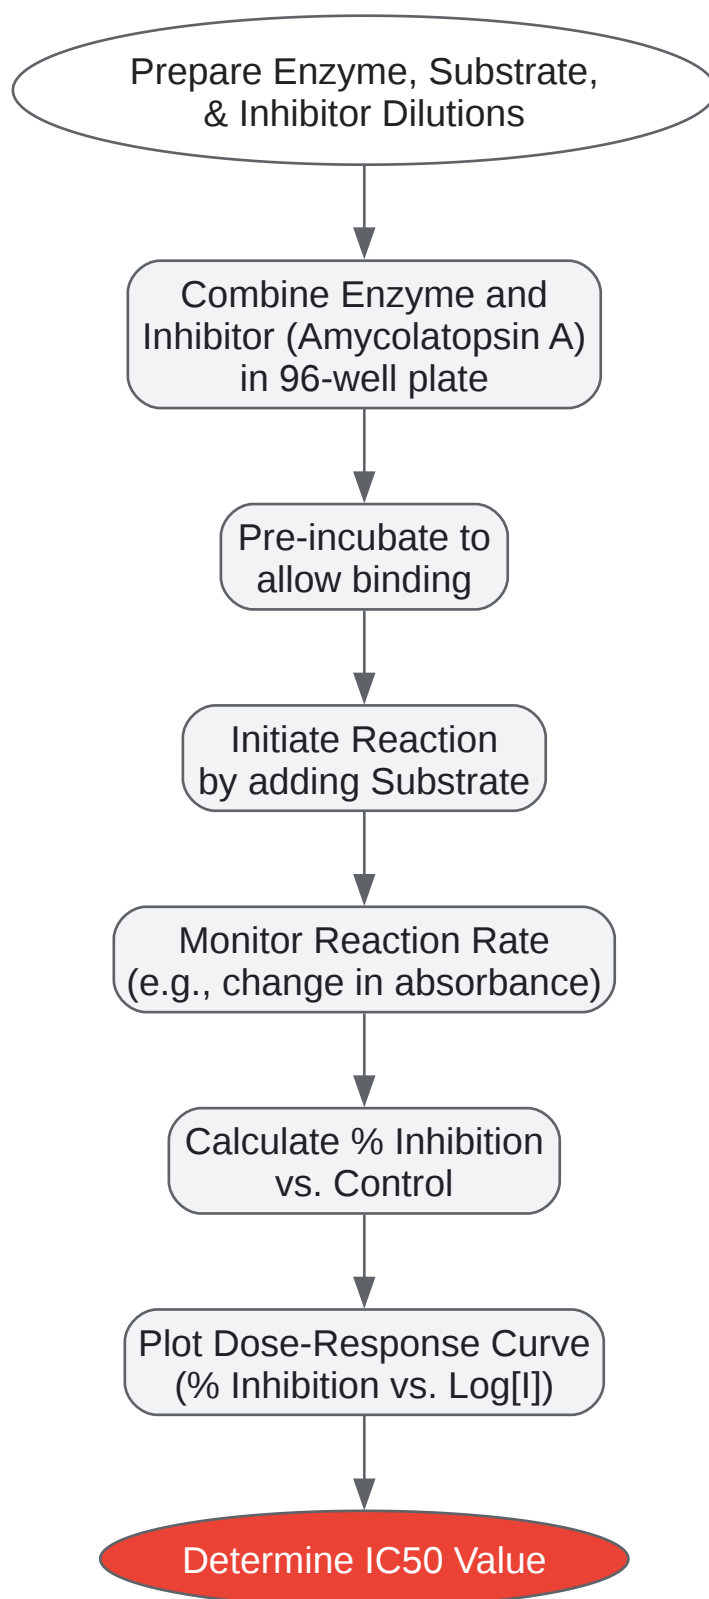 Prepare Enzyme, Substrate,
& Inhibitor Dilutions
Combine Enzyme and
Inhibitor (Amycolatopsin A)
in 96-well plate
Pre-incubate to
allow binding
Initiate Reaction
by adding Substrate
Monitor Reaction Rate
(e.g., change in absorbance)
Calculate % Inhibition
vs. Control
Plot Dose-Response Curve
(% Inhibition vs. Log[I])
Determine IC50 Value